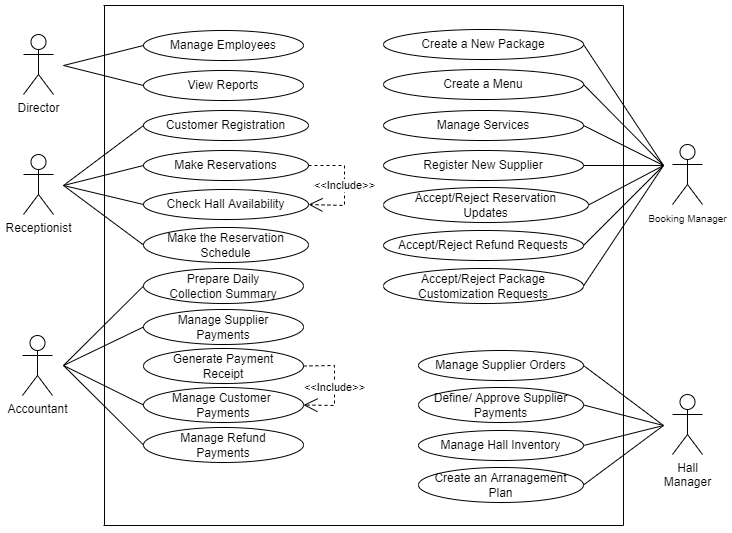 Director
Manage Employees
View Reports
Receptionist
Customer Registration
Make Reservations
<<Include>>
Check Hall Availability
Make the Reservation
Schedule
Accountant
Prepare Daily
Collection Summary
Manage Supplier
Payments
Generate Payment
Receipt
<<Include>>
Manage Customer
Payments
Manage Refund
Payments
Create a New Package
Create a Menu
Manage Services
Register New Supplier
Accept/Reject Reservation
Updates
Accept/Reject Refund Requests
Accept/Reject Package
Customization Requests
Booking Manager
Manage Supplier Orders
Define/ Approve Supplier
Payments
Manage Hall Inventory
Create an Arranagement
Plan
Hall
Manager